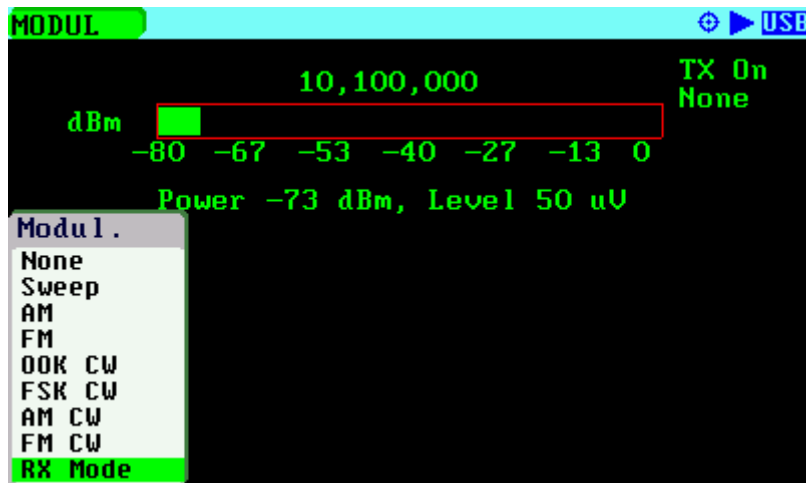 MODUL USB
10,100,000 TX On
None
dBm
-80 -67 -53 -40 -27 -13 0
Power -73 dBm, Level 50 uV
Modul.
None
Sweep
AM
FM
OOK CW
FSK CW
AM CW
FM CW
RX Mode